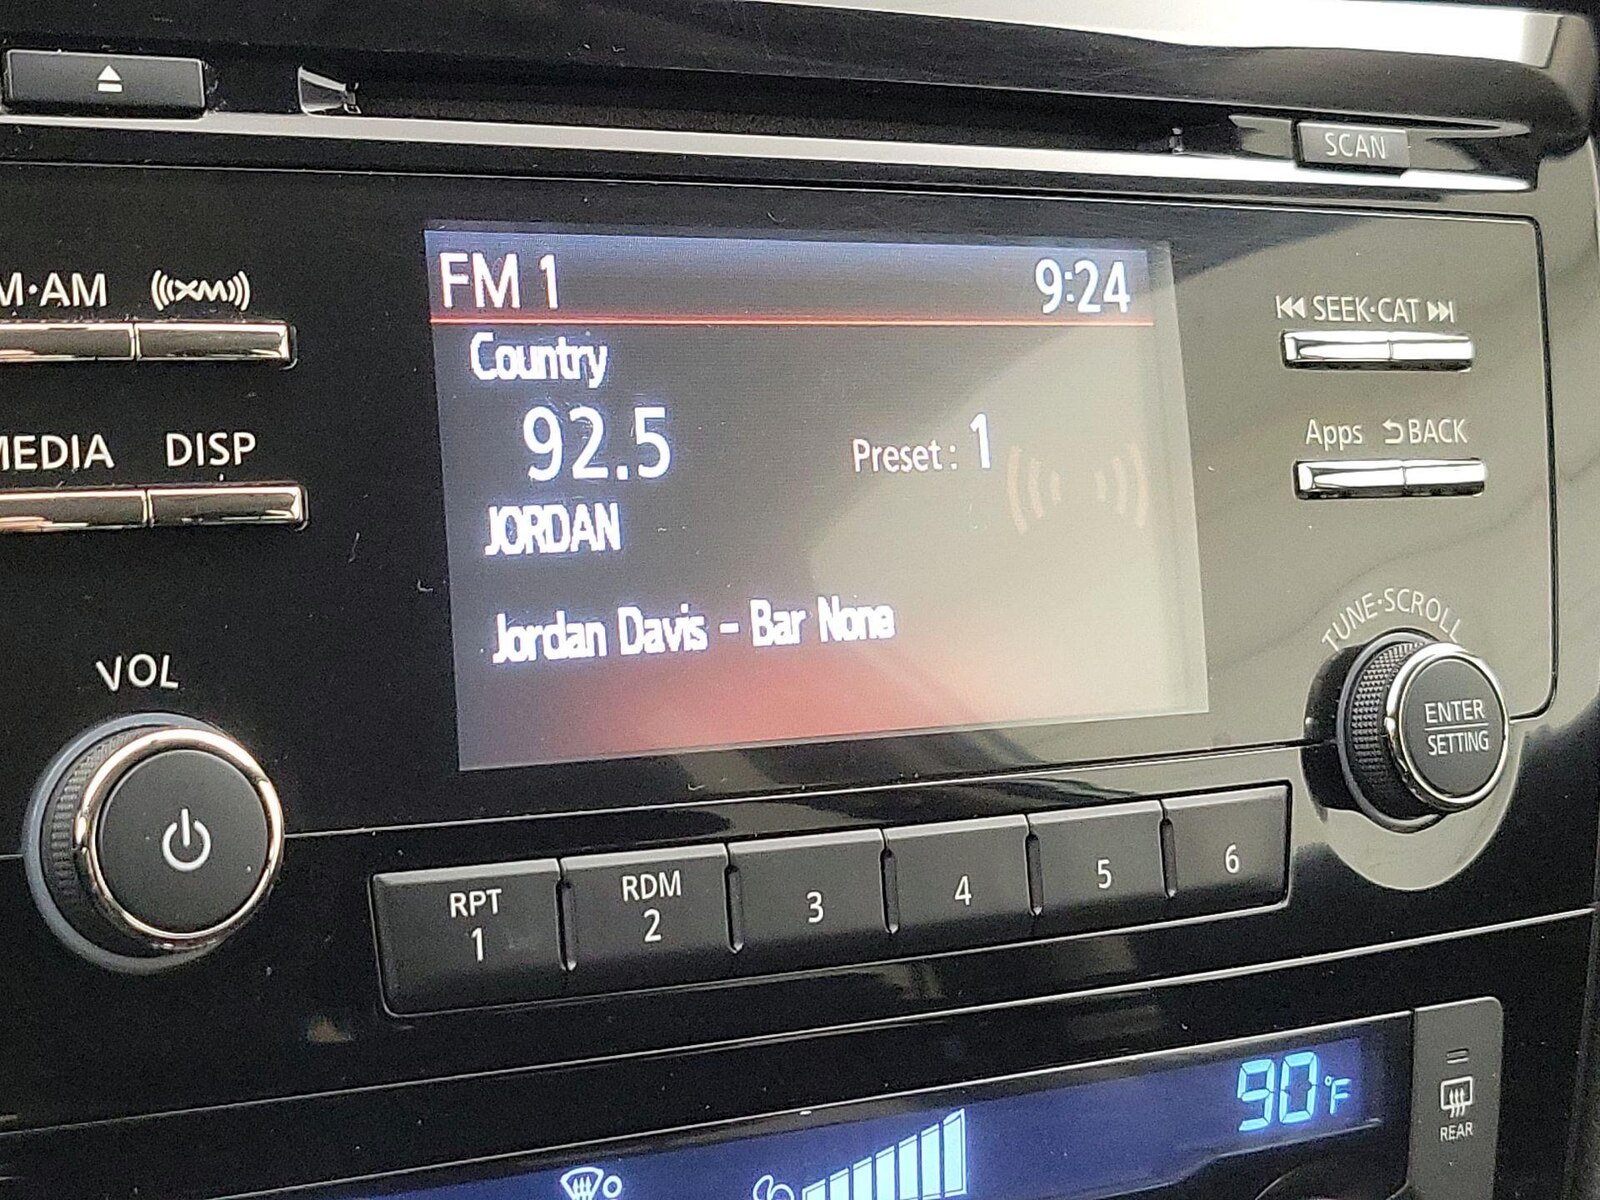 SCAN
FM 1 9:24
M·AM XM
SEEK·CAT
Country
92.5 Preset: 1
MEDIA DISP
Apps BACK
JORDAN
Jordan Davis - Bar None
TUNE·SCROLL
VOL
ENTER
SETTING
RPT
1
RDM
2
3
4
5
6
90°F
REAR